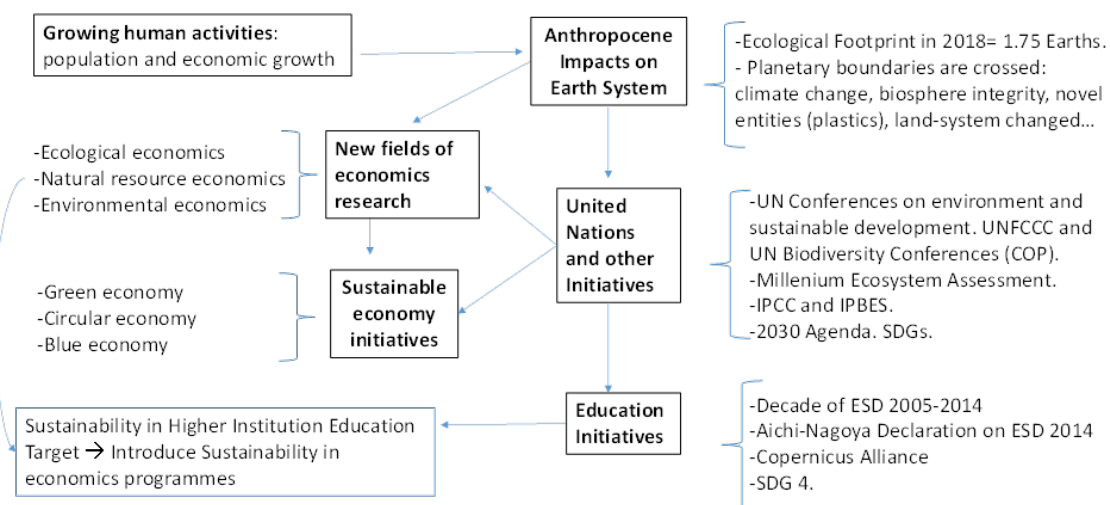 Growing human activities:
population and economic growth
Anthropocene
Impacts on
Earth System
-Ecological Footprint in 2018= 1.75 Earths.
- Planetary boundaries are crossed:
climate change, biosphere integrity, novel
entities (plastics), land-system changed...
-Ecological economics
-Natural resource economics
-Environmental economics
New fields of
economics
research
United
Nations
and other
Initiatives
-UN Conferences on environment and
sustainable development. UNFCCC and
UN Biodiversity Conferences (COP).
-Millenium Ecosystem Assessment.
-IPCC and IPBES.
-2030 Agenda. SDGs.
-Green economy
-Circular economy
-Blue economy
Sustainable
economy
initiatives
Sustainability in Higher Institution Education
Target → Introduce Sustainability in
economics programmes
Education
Initiatives
-Decade of ESD 2005-2014
-Aichi-Nagoya Declaration on ESD 2014
-Copernicus Alliance
-SDG 4.